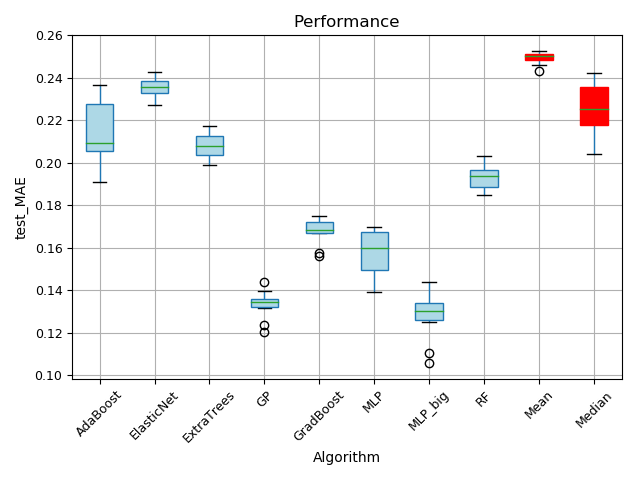 Performance
test_MAE
0.26
0.24
0.22
0.20
0.18
0.16
0.14
0.12
0.10
AdaBoost
ElasticNet
ExtraTrees
GP
GradBoost
MLP
MLP_big
RF
Mean
Median
Algorithm